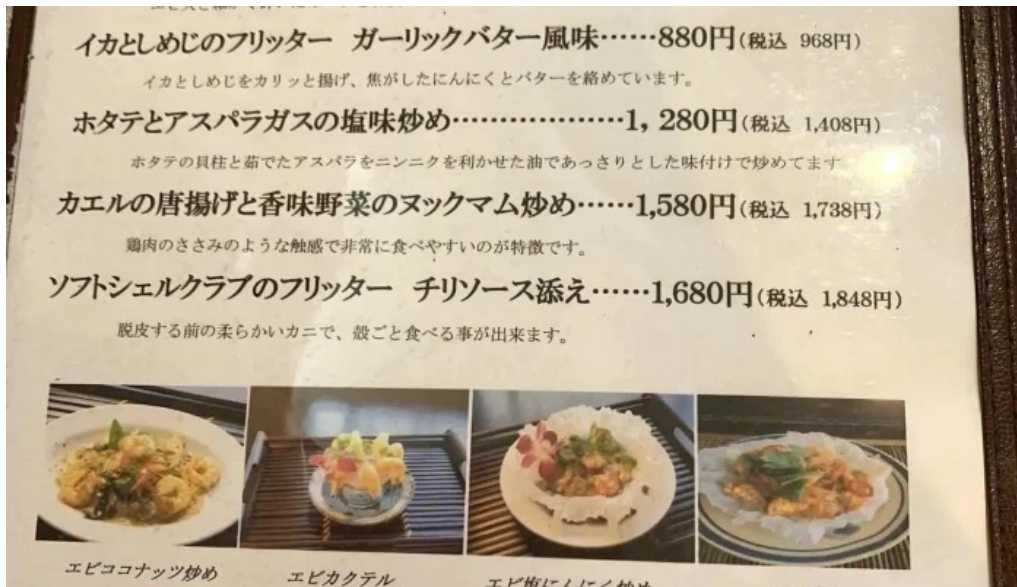 イカとしめじのフリッター ガーリックバター風味……880円(税込 968円)
イカとしめじをカリッと揚げ、焦がしたにんにくとバターを絡めています。
ホタテとアスパラガスの塩味炒め………………1, 280円(税込 1,408円)
ホタテの貝柱と茹でたアスパラをニンニクを利かせた油であっさりとした味付けで炒めてます
カエルの唐揚げと香味野菜のヌックマム炒め……1,580円(税込 1,738円)
鶏肉のささみのような触感で非常に食べやすいのが特徴です。
ソフトシェルクラブのフリッター チリソース添え……1,680円(税込 1,848円)
脱皮する前の柔らかいカニで、殻ごと食べる事が出来ます。
エビココナッツ炒め
エビカクテル
エビ塩にんにく炒め